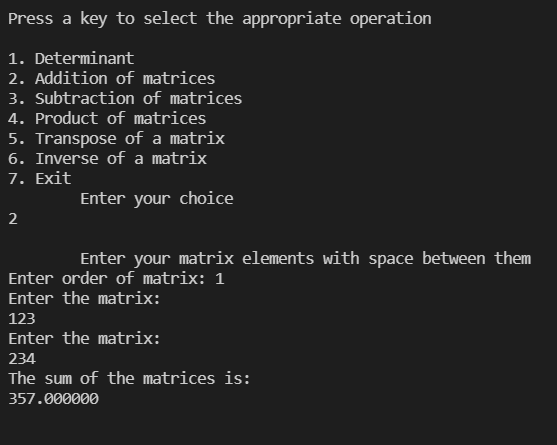 Press a key to select the appropriate operation
1. Determinant
2. Addition of matrices
3. Subtraction of matrices
4. Product of matrices
5. Transpose of a matrix
6. Inverse of a matrix
7. Exit
Enter your choice
2
Enter your matrix elements with space between them
Enter order of matrix: 1
Enter the matrix:
123
Enter the matrix:
234
The sum of the matrices is:
357.000000